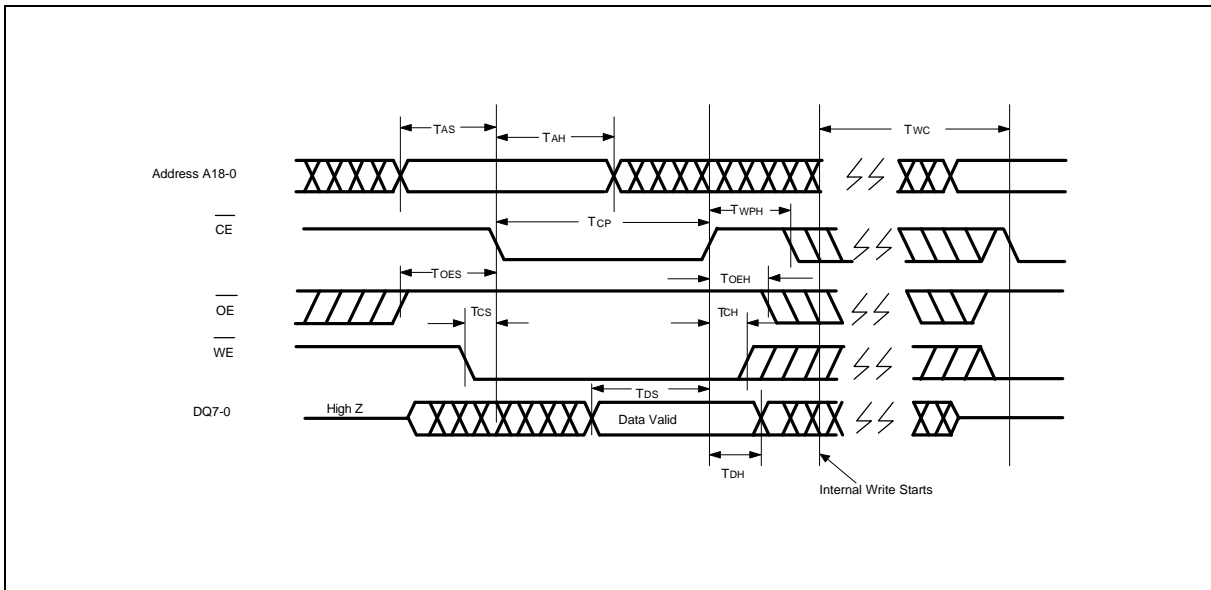 TAS
TAH
TWC
Address A18-0
TCP
TWPH
CE
TOES
TOEH
OE
TCS
TCH
WE
TDS
DQ7-0
High Z
Data Valid
TDH
Internal Write Starts